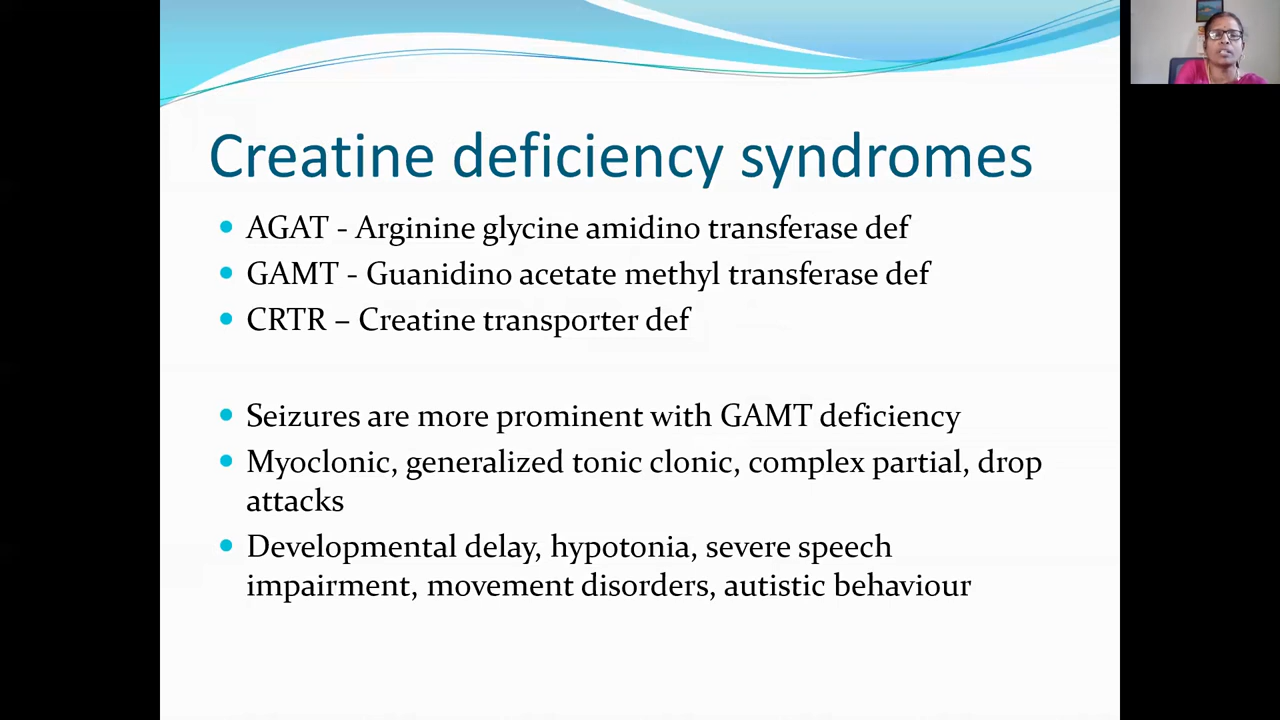 Creatine deficiency syndromes
AGAT - Arginine glycine amidino transferase def
GAMT - Guanidino acetate methyl transferase def
CRTR – Creatine transporter def
Seizures are more prominent with GAMT deficiency
Myoclonic, generalized tonic clonic, complex partial, drop
attacks
Developmental delay, hypotonia, severe speech
impairment, movement disorders, autistic behaviour